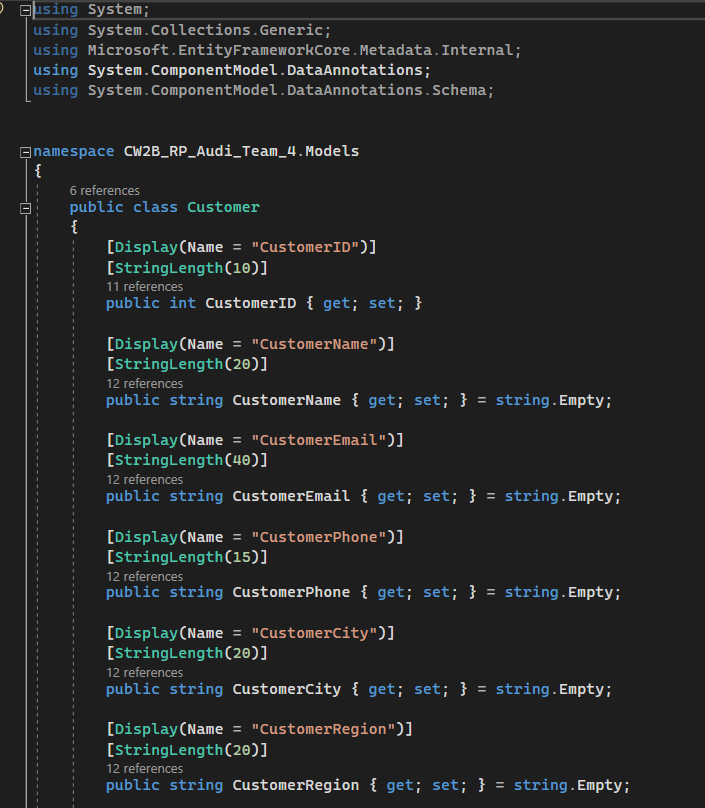 using System;
using System.Collections.Generic;
using Microsoft.EntityFrameworkCore.Metadata.Internal;
using System.ComponentModel.DataAnnotations;
using System.ComponentModel.DataAnnotations.Schema;
namespace CW2B_RP_Audi_Team_4.Models
{
6 references
public class Customer
{
[Display(Name = "CustomerID")]
[StringLength(10)]
11 references
public int CustomerID { get; set; }
[Display(Name = "CustomerName")]
[StringLength(20)]
12 references
public string CustomerName { get; set; } = string.Empty;
[Display(Name = "CustomerEmail")]
[StringLength(40)]
12 references
public string CustomerEmail { get; set; } = string.Empty;
[Display(Name = "CustomerPhone")]
[StringLength(15)]
12 references
public string CustomerPhone { get; set; } = string.Empty;
[Display(Name = "CustomerCity")]
[StringLength(20)]
12 references
public string CustomerCity { get; set; } = string.Empty;
[Display(Name = "CustomerRegion")]
[StringLength(20)]
12 references
public string CustomerRegion { get; set; } = string.Empty;